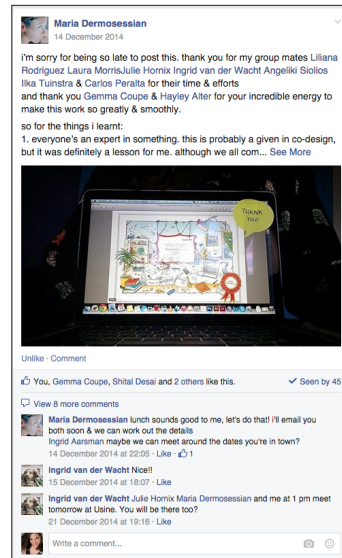 Maria Dermosessian
14 December 2014
i'm sorry for being so late to post this. thank you for my group mates Liliana
Rodriguez Laura MorrisJulie Hornix Ingrid van der Wacht Angeliki Siolios
Ilka Tuinstra & Carlos Peralta for their time & efforts
and thank you Gemma Coupe & Hayley Alter for your incredible energy to
make this work so greatly & smoothly.
so for the things i learnt:
1. everyone's an expert in something. this is probably a given in co-design,
but it was definitely a lesson for me. although we all com... See More
THANK
YOU!
Unlike · Comment
You, Gemma Coupe, Shital Desai and 2 others like this.
Seen by 45
View 8 more comments
Maria Dermosessian lunch sounds good to me, let's do that! i'll email you
both soon & we can work out the details
Ingrid Aarsman maybe we can meet around the dates you're in town?
14 December 2014 at 22:05 · Like · 1
Ingrid van der Wacht Nice!!
15 December 2014 at 18:07 · Like
Ingrid van der Wacht Julie Hornix Maria Dermosessian and me at 1 pm meet
tomorrow at Usine. You will be there too?
21 December 2014 at 19:16 · Like
Write a comment...